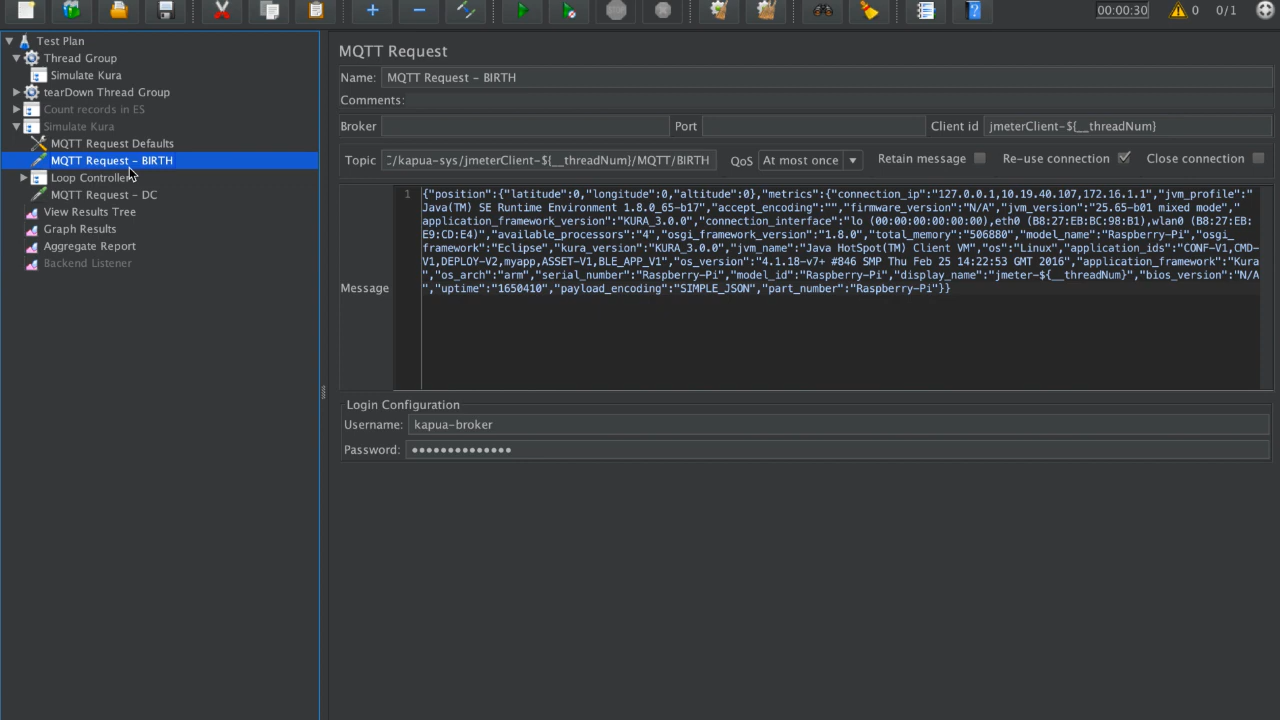 00:00:30
0
0/1
Test Plan
Thread Group
Simulate Kura
tearDown Thread Group
Count records in ES
Simulate Kura
MQTT Request Defaults
MQTT Request - BIRTH
Loop Controller
MQTT Request - DC
View Results Tree
Graph Results
Aggregate Report
Backend Listener
MQTT Request
Name: MQTT Request - BIRTH
Comments:
Broker Port Client id jmeterClient-${__threadNum}
Topic :/kapua-sys/jmeterClient-${__threadNum}/MQTT/BIRTH QoS At most once Retain message Re-use connection Close connection
Message
1 {"position":{"latitude":0,"longitude":0,"altitude":0},"metrics":{"connection_ip":"127.0.0.1,10.19.40.107,172.16.1.1","jvm_profile":"
Java(TM) SE Runtime Environment 1.8.0_65-b17","accept_encoding":"","firmware_version":"N/A","jvm_version":"25.65-b01 mixed mode","
application_framework_version":"KURA_3.0.0","connection_interface":"lo (00:00:00:00:00:00),eth0 (B8:27:EB:BC:98:B1),wlan0 (B8:27:EB:
E9:CD:E4)","available_processors":"4","osgi_framework_version":"1.8.0","total_memory":"506880","model_name":"Raspberry-Pi","osgi_
framework":"Eclipse","kura_version":"KURA_3.0.0","jvm_name":"Java HotSpot(TM) Client VM","os":"Linux","application_ids":"CONF-V1,CMD-
V1,DEPLOY-V2,myapp,ASSET-V1,BLE_APP_V1","os_version":"4.1.18-v7+ #846 SMP Thu Feb 25 14:22:53 GMT 2016","application_framework":"Kura
","os_arch":"arm","serial_number":"Raspberry-Pi","model_id":"Raspberry-Pi","display_name":"jmeter-${__threadNum}","bios_version":"N/A
","uptime":"1650410","payload_encoding":"SIMPLE_JSON","part_number":"Raspberry-Pi"}}
Login Configuration
Username: kapua-broker
Password: ••••••••••••••